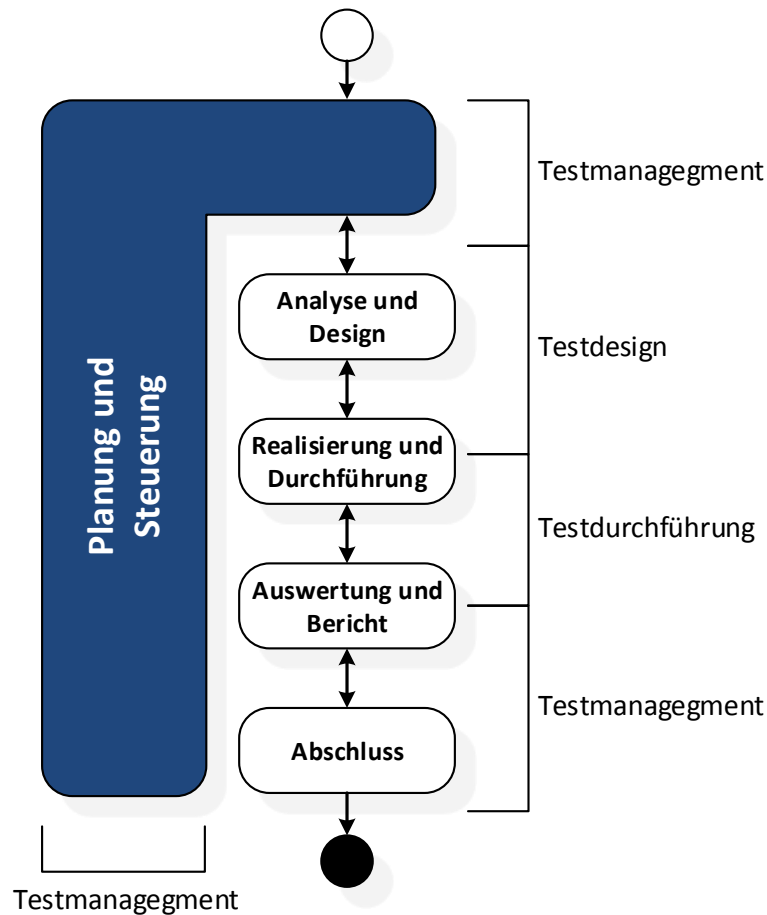 Testmanagegment
Planung und
Steuerung
Analyse und
Design
Testdesign
Realisierung und
Durchführung
Testdurchführung
Auswertung und
Bericht
Testmanagegment
Abschluss
Testmanagegment